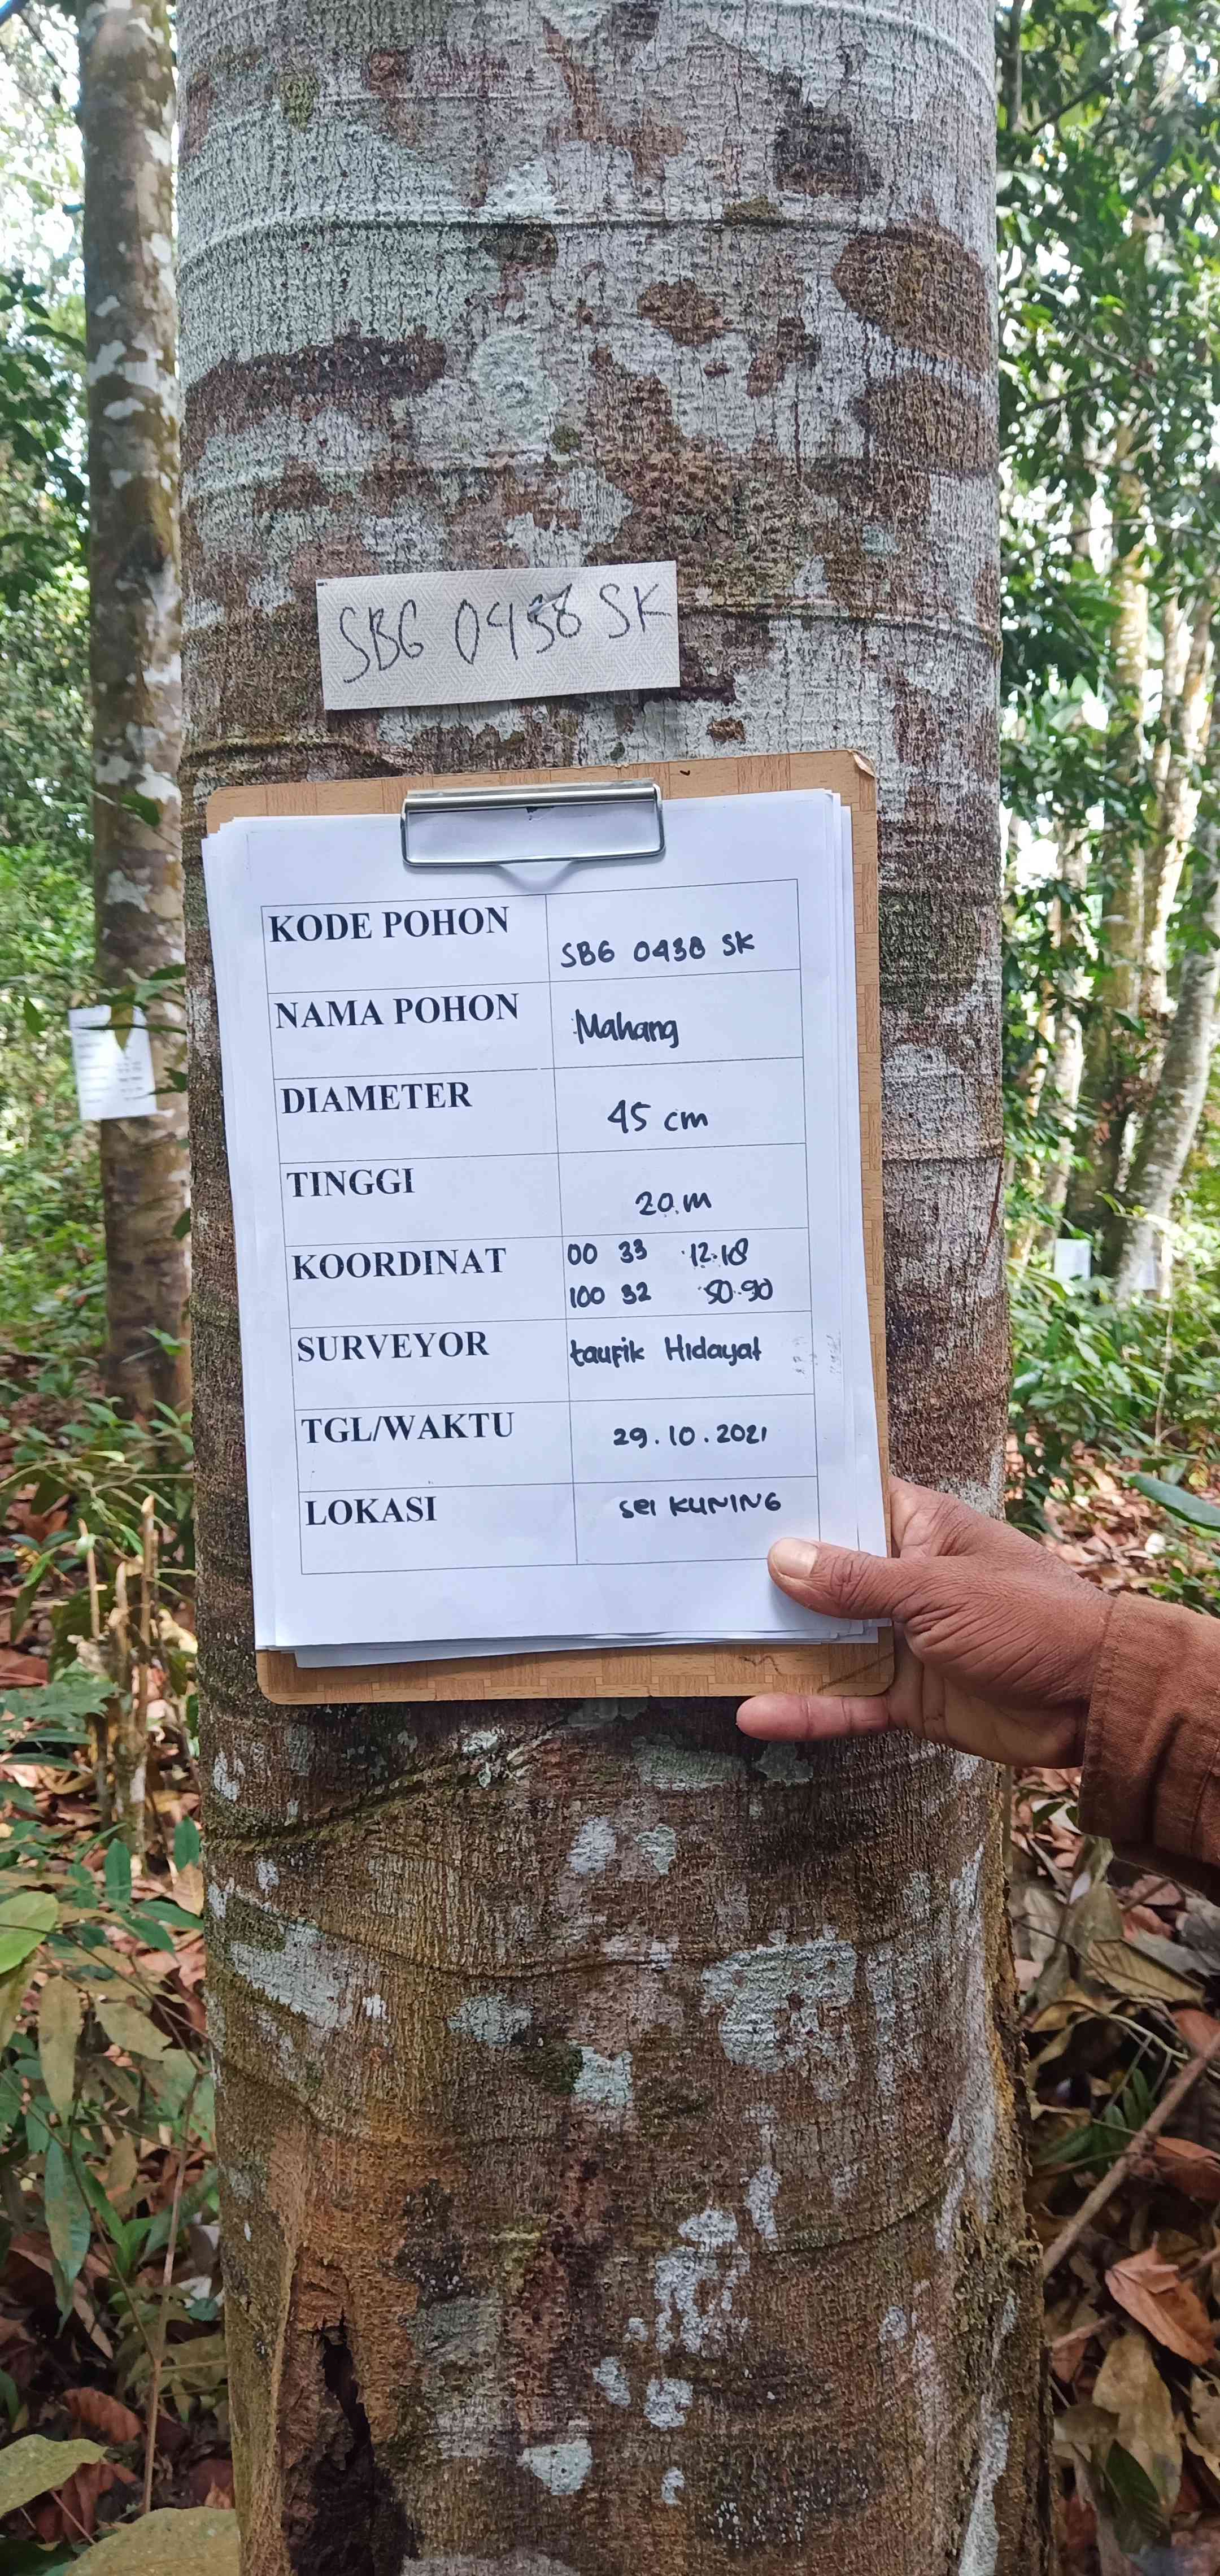 SBG 0438 SK
KODE POHON SBG 0438 SK
NAMA POHON Mahang
DIAMETER 45 cm
TINGGI 20 m
KOORDINAT 00 33 12.18
100 32 50.90
SURVEYOR taufik Hidayat
TGL/WAKTU 29.10.2021
LOKASI sei KUNING